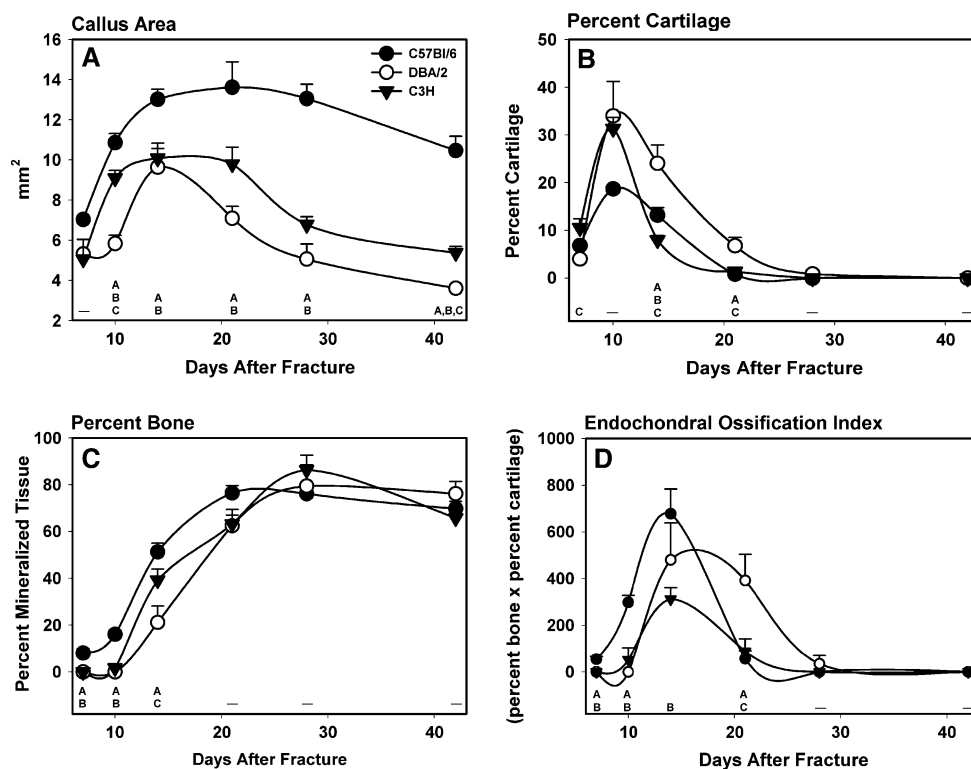 Callus Area
16
14
12
10
8
6
4
2
mm2
A
C57Bl/6
DBA/2
C3H
—
A
B
C
A
B
A
B
A
B
A,B,C
10
20
30
40
Days After Fracture
Percent Cartilage
50
40
30
20
10
0
Percent Cartilage
B
C
—
A
B
C
A
C
—
—
10
20
30
40
Days After Fracture
Percent Bone
100
80
60
40
20
0
Percent Mineralized Tissue
C
A
B
A
B
A
C
—
—
—
10
20
30
40
Days After Fracture
Endochondral Ossification Index
1000
800
600
400
200
0
(percent bone x percent cartilage)
D
A
B
A
B
B
A
C
—
—
10
20
30
40
Days After Fracture